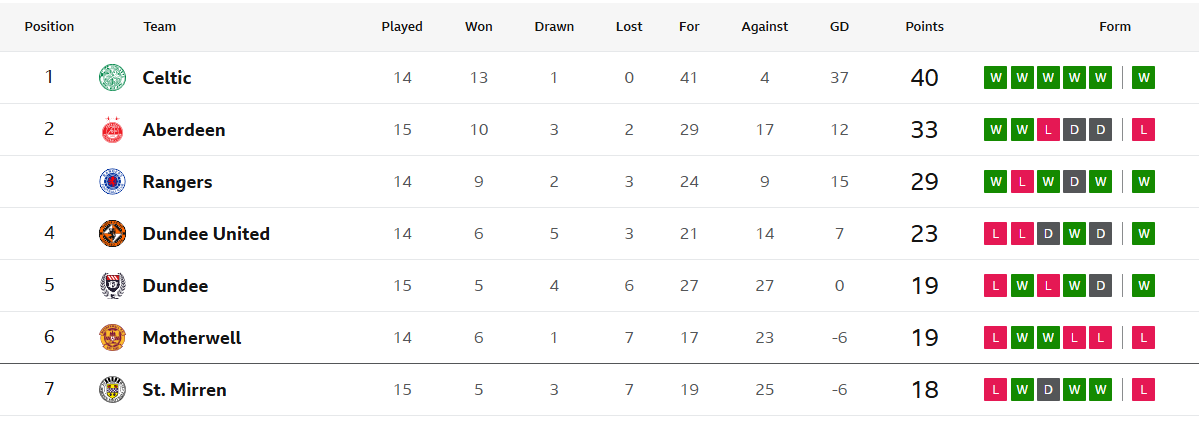 Position Team Played Won Drawn Lost For Against GD Points Form
1 Celtic 14 13 1 0 41 4 37 40 W W W W W W
2 Aberdeen 15 10 3 2 29 17 12 33 W W L D D L
3 Rangers 14 9 2 3 24 9 15 29 W L W D W W
4 Dundee United 14 6 5 3 21 14 7 23 L L D W D W
5 Dundee 15 5 4 6 27 27 0 19 L W L W D W
6 Motherwell 14 6 1 7 17 23 -6 19 L W W L L L
7 St. Mirren 15 5 3 7 19 25 -6 18 L W D W W L